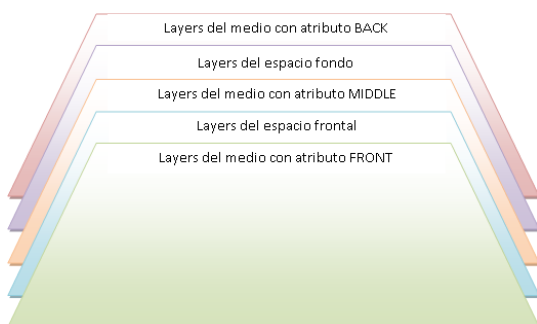 Layers del medio con atributo BACK
Layers del espacio fondo
Layers del medio con atributo MIDDLE
Layers del espacio frontal
Layers del medio con atributo FRONT